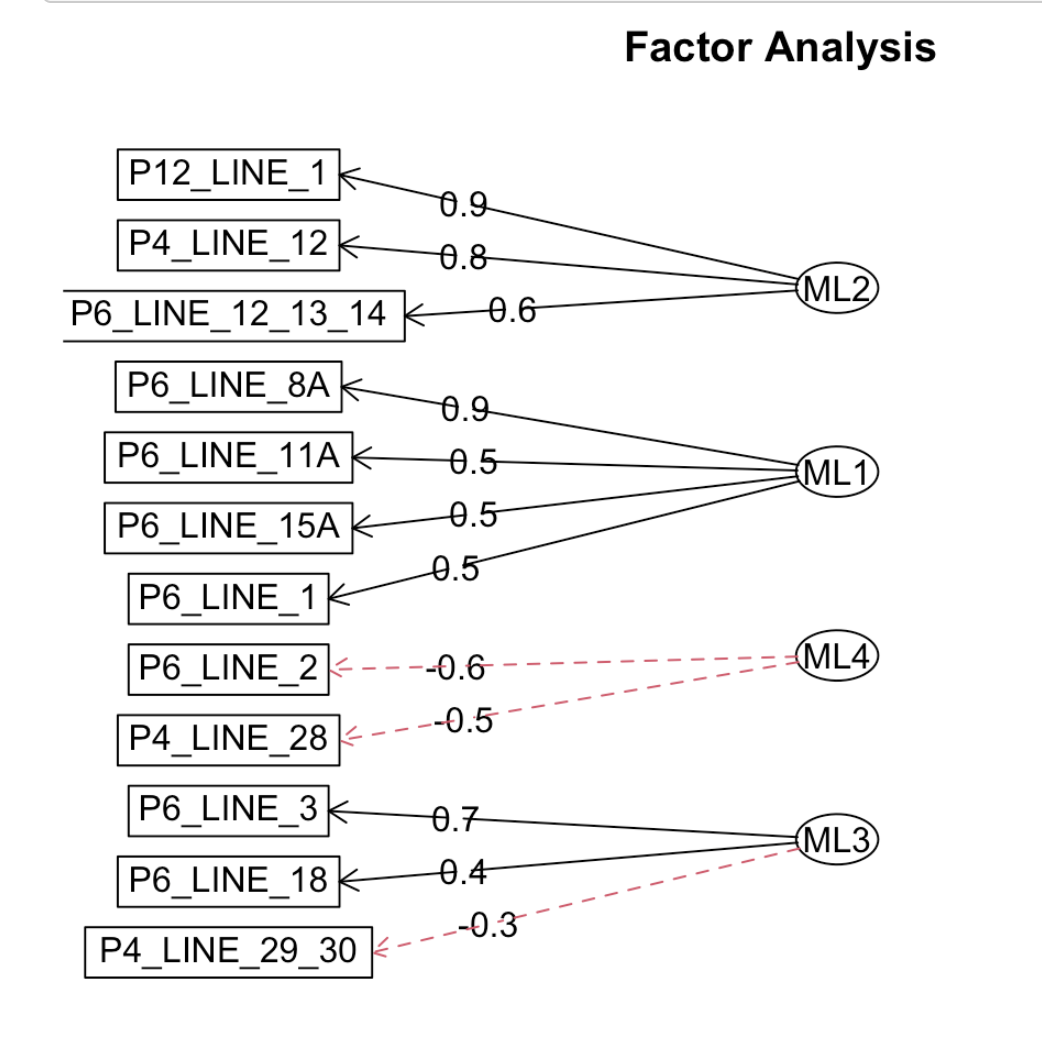 Factor Analysis
P12_LINE_1
0.9
P4_LINE_12
0.8
ML2
P6_LINE_12_13_14
0.6
P6_LINE_8A
0.9
P6_LINE_11A
0.5
ML1
P6_LINE_15A
0.5
0.5
P6_LINE_1
P6_LINE_2
-0.6
ML4
P4_LINE_28
-0.5
P6_LINE_3
0.7
ML3
P6_LINE_18
0.4
-0.3
P4_LINE_29_30